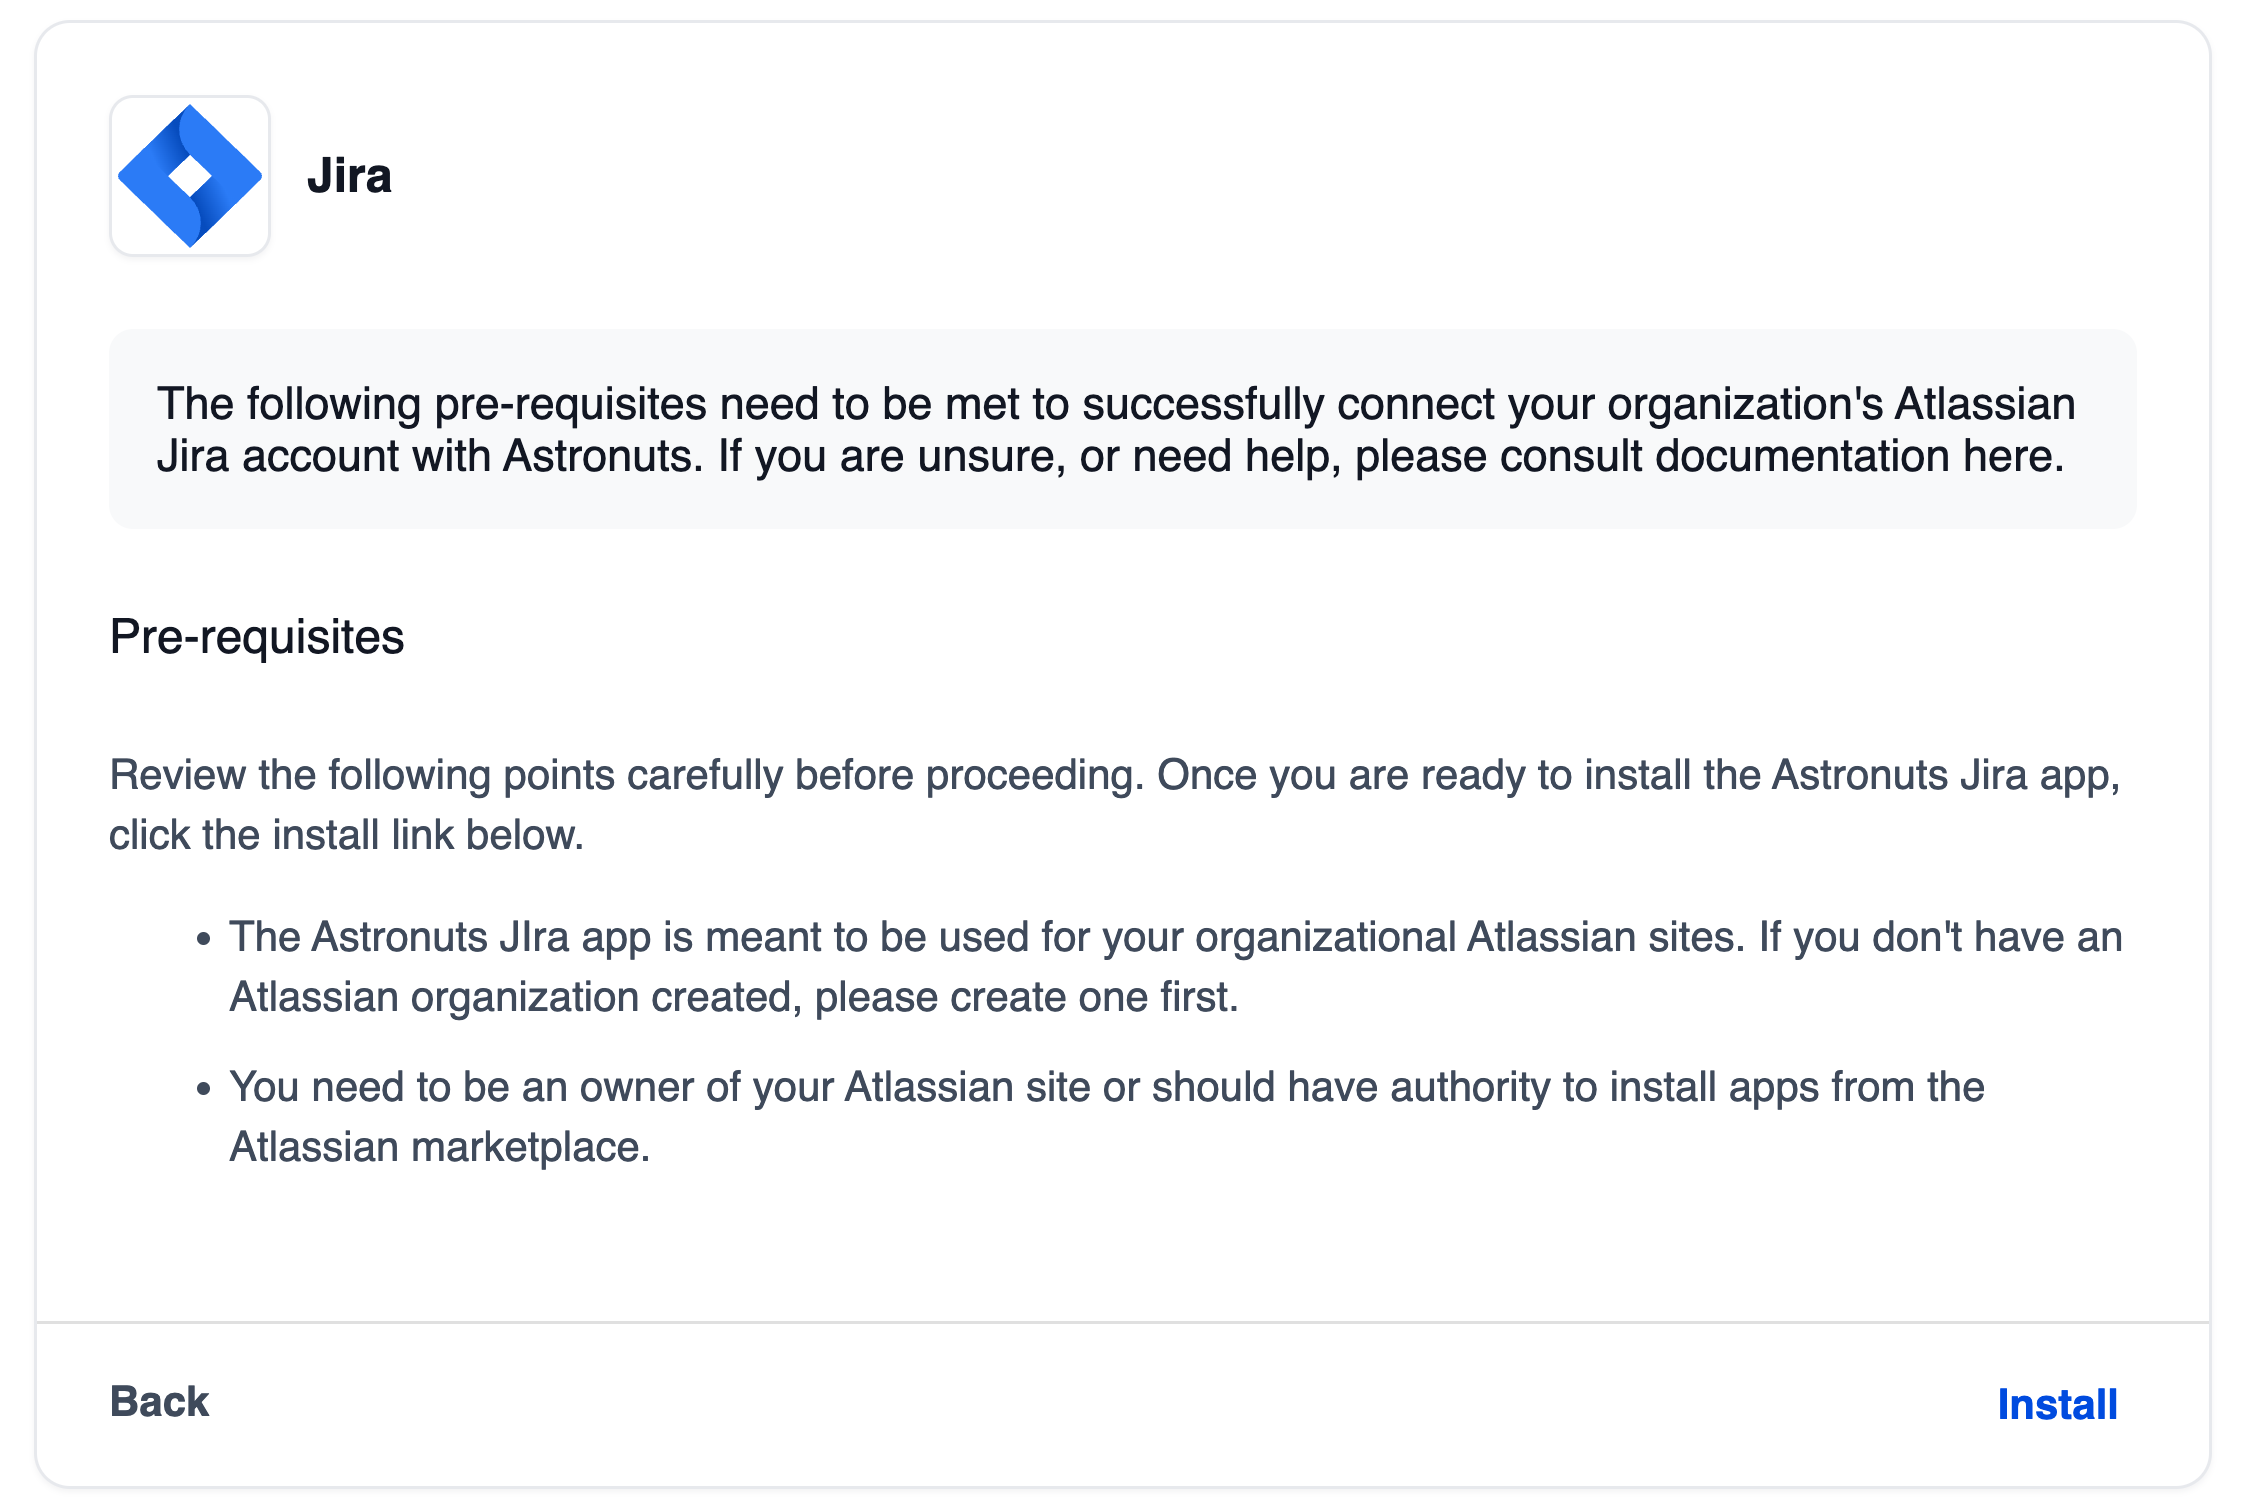 Jira
The following pre-requisites need to be met to successfully connect your organization's Atlassian
Jira account with Astronuts. If you are unsure, or need help, please consult documentation here.
Pre-requisites
Review the following points carefully before proceeding. Once you are ready to install the Astronuts Jira app,
click the install link below.
• The Astronuts JIra app is meant to be used for your organizational Atlassian sites. If you don't have an
Atlassian organization created, please create one first.
• You need to be an owner of your Atlassian site or should have authority to install apps from the
Atlassian marketplace.
Back
Install